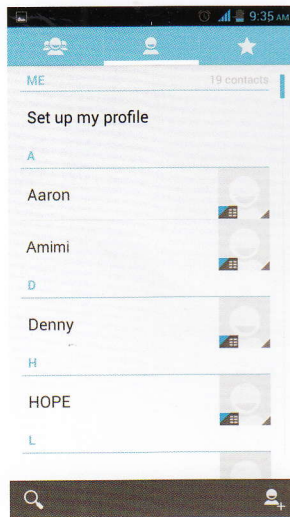 9:35 AM
ME 19 contacts
Set up my profile
A
Aaron
Amimi
D
Denny
H
HOPE
L